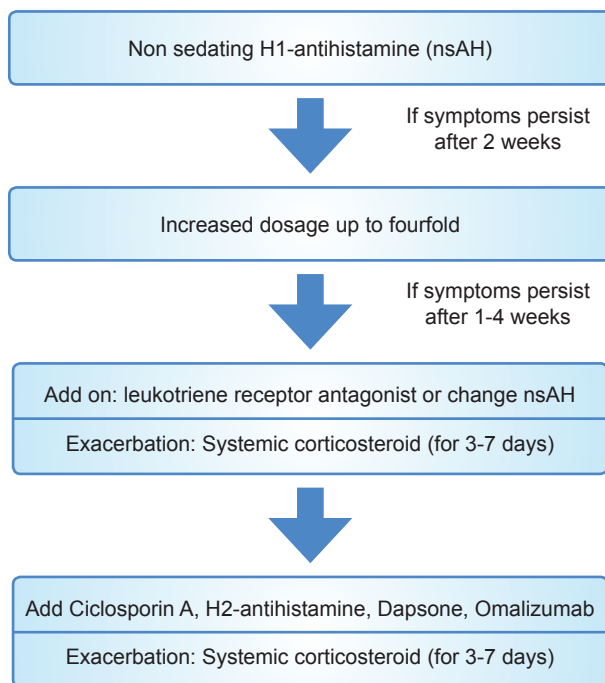 Non sedating H1-antihistamine (nsAH)
If symptoms persist
after 2 weeks
Increased dosage up to fourfold
If symptoms persist
after 1-4 weeks
Add on: leukotriene receptor antagonist or change nsAH
Exacerbation: Systemic corticosteroid (for 3-7 days)
Add Ciclosporin A, H2-antihistamine, Dapsone, Omalizumab
Exacerbation: Systemic corticosteroid (for 3-7 days)